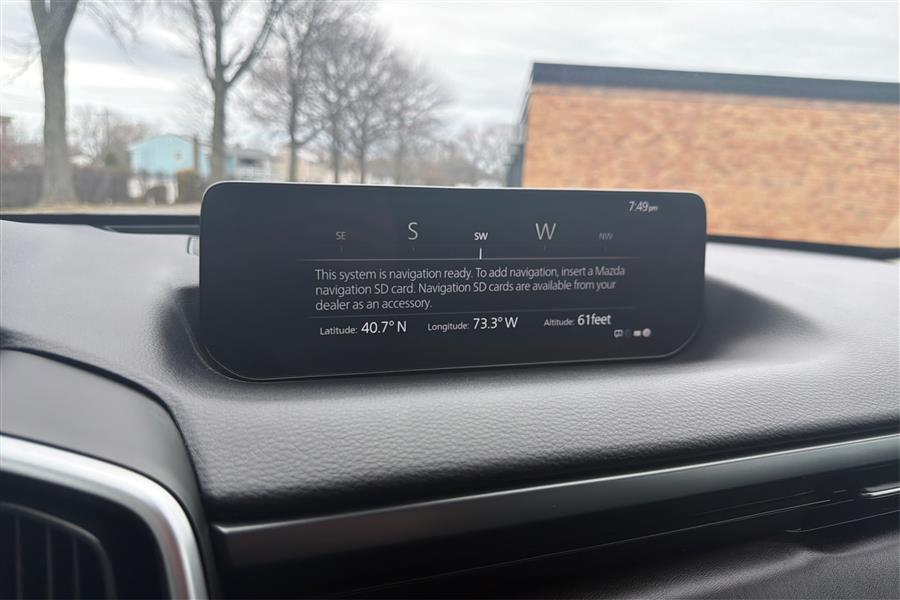 7:49pm
SE S SW W NW
This system is navigation ready. To add navigation, insert a Mazda
navigation SD card. Navigation SD cards are available from your
dealer as an accessory.
Latitude: 40.7° N Longitude: 73.3° W Altitude: 61feet